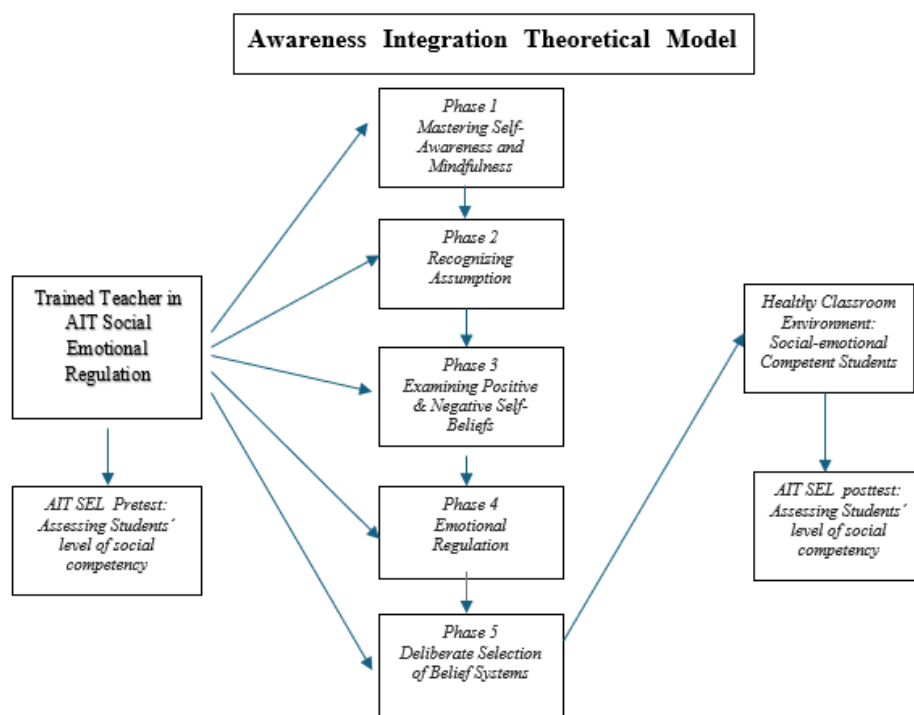 Awareness Integration Theoretical Model
Phase 1
Mastering Self-
Awareness and
Mindfulness
Phase 2
Recognizing
Assumption
Trained Teacher in
AIT Social
Emotional
Regulation
Phase 3
Examining Positive
& Negative Self-
Beliefs
Healthy Classroom
Environment:
Social-emotional
Competent Students
AIT SEL Pretest:
Assessing Students´
level of social
competency
Phase 4
Emotional
Regulation
AIT SEL posttest:
Assessing Students´
level of social
competency
Phase 5
Deliberate Selection
of Belief Systems